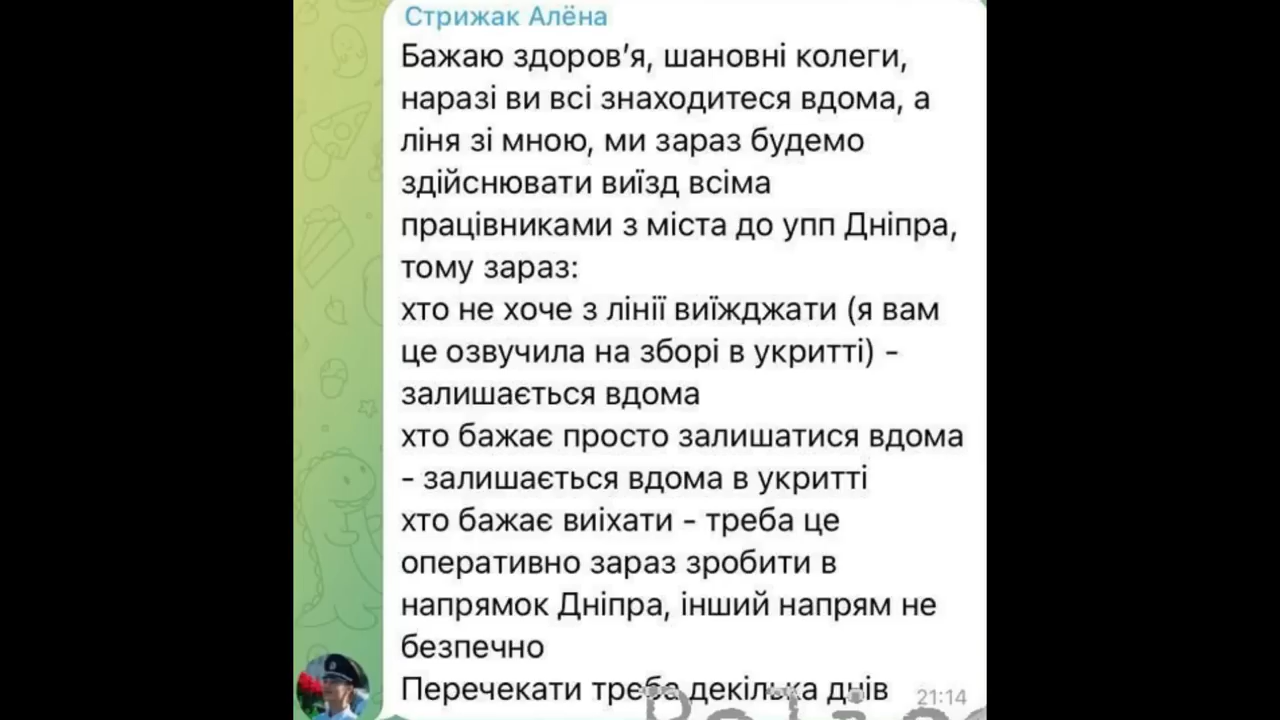 Стрижак Алёна
Бажаю здоров’я, шановні колеги,
наразі ви всі знаходитеся вдома, а
ліня зі мною, ми зараз будемо
здійснювати виїзд всіма
працівниками з міста до упп Дніпра,
тому зараз:
хто не хоче з лінії виїжджати (я вам
це озвучила на зборі в укритті) -
залишається вдома
хто бажає просто залишатися вдома
- залишається вдома в укритті
хто бажає виіхати - треба це
оперативно зараз зробити в
напрямок Дніпра, інший напрям не
безпечно
Перечекати треба декілька днів 21:14